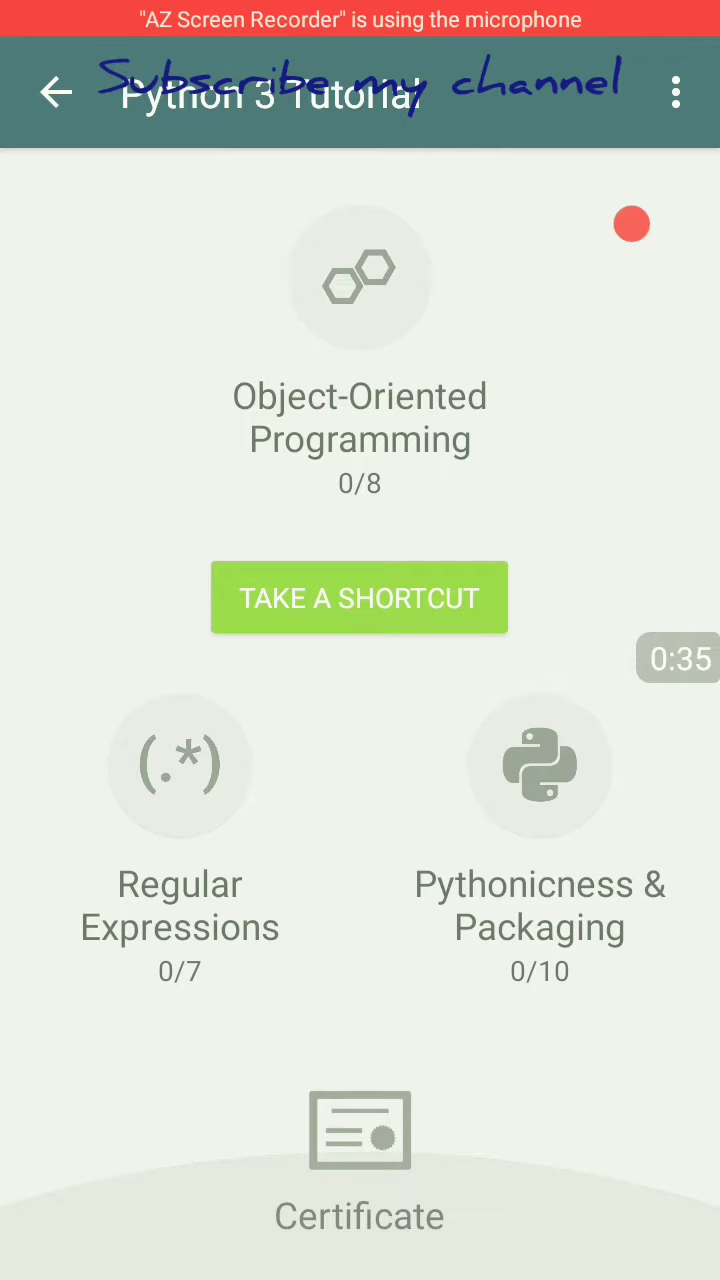 "AZ Screen Recorder" is using the microphone
Subscribe my channel
Python 3 Tutorial
Object-Oriented
Programming
0/8
TAKE A SHORTCUT
0:35
(.*)
Regular
Expressions
0/7
Pythonicness &
Packaging
0/10
Certificate